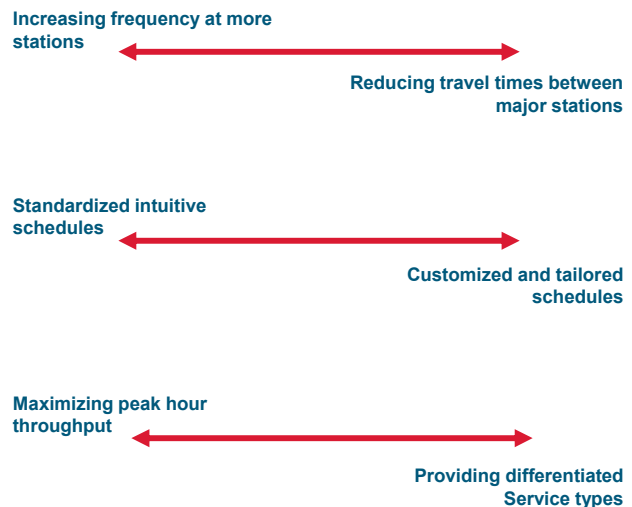 Increasing frequency at more
stations
Reducing travel times between
major stations
Standardized intuitive
schedules
Customized and tailored
schedules
Maximizing peak hour
throughput
Providing differentiated
Service types